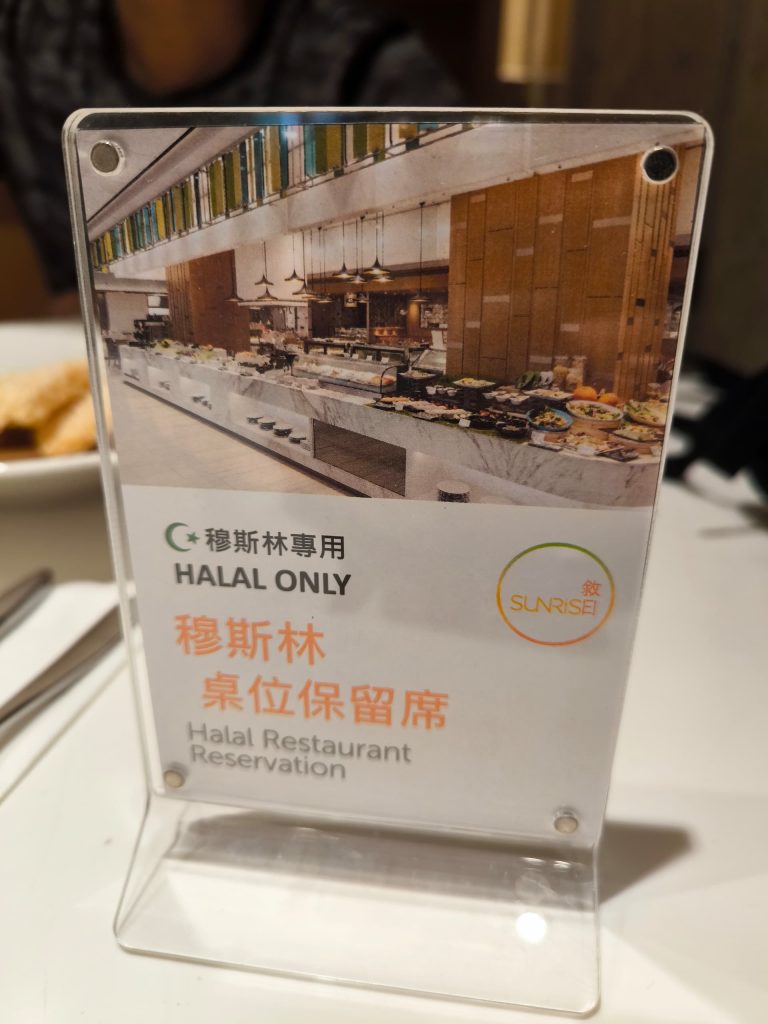 穆斯林專用
HALAL ONLY
敘
SUNRISE
日
穆斯林
桌位保留席
Halal Restaurant
Reservation